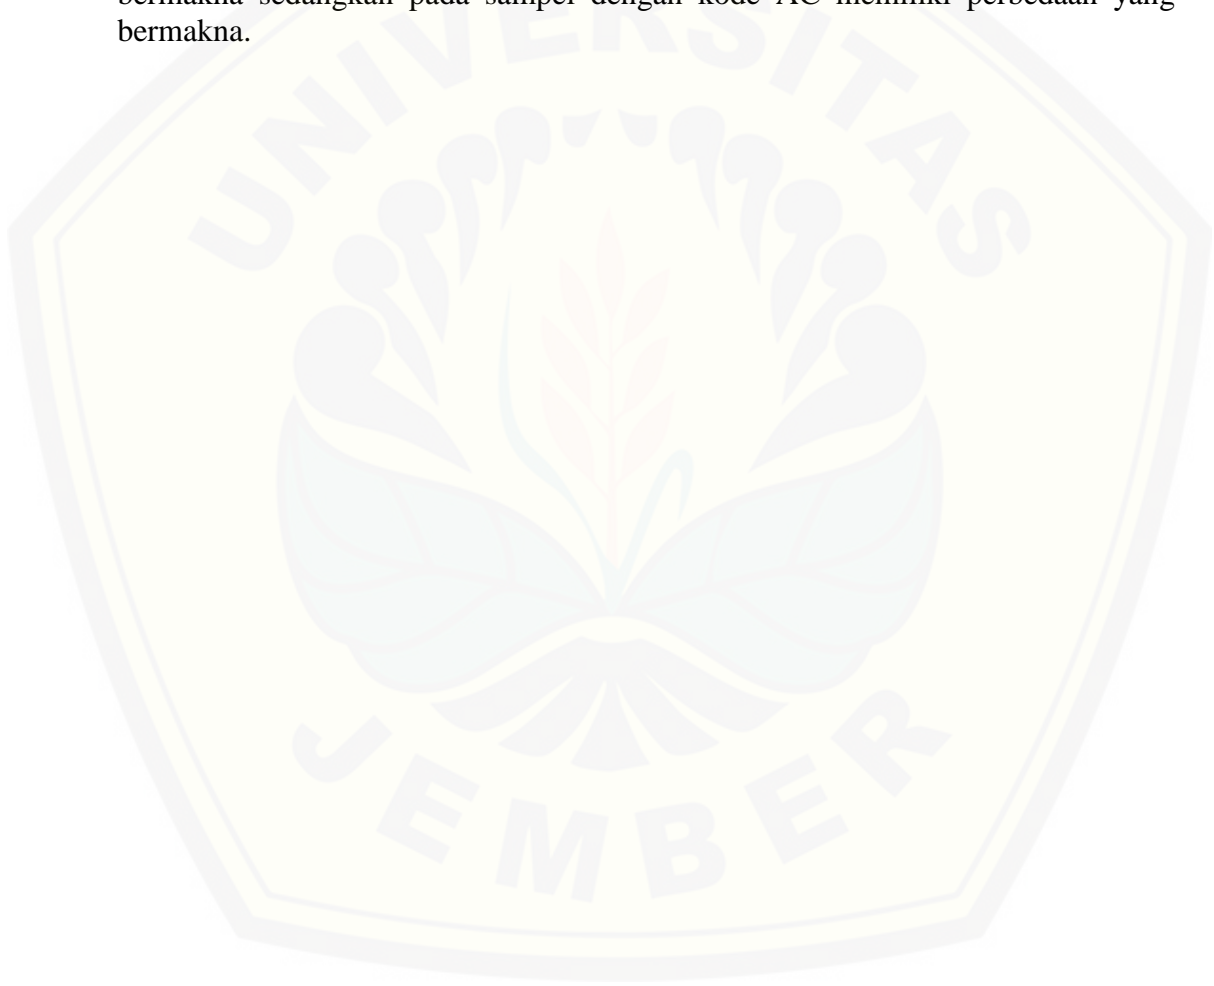 bermakna sedangkan pada sampel dengan kode AC memiliki perbedaan yang
bermakna.
UNIVERSITAS
JEMBER